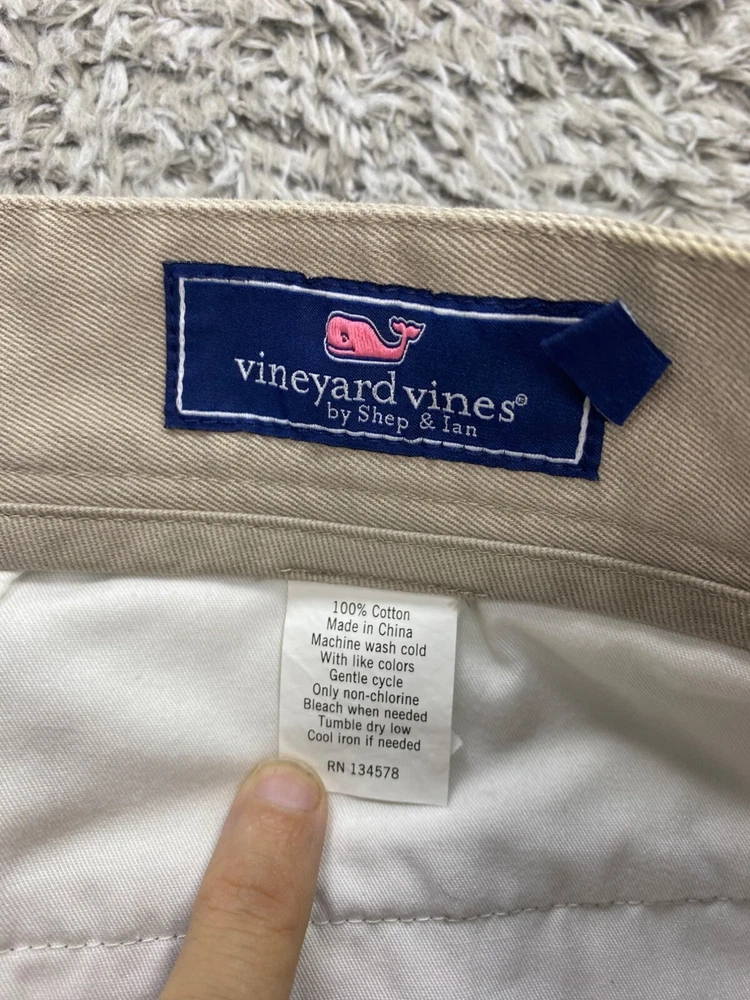 vineyard vines®
by Shep & Ian
100% Cotton
Made in China
Machine wash cold
With like colors
Gentle cycle
Only non-chlorine
Bleach when needed
Tumble dry low
Cool iron if needed
RN 134578